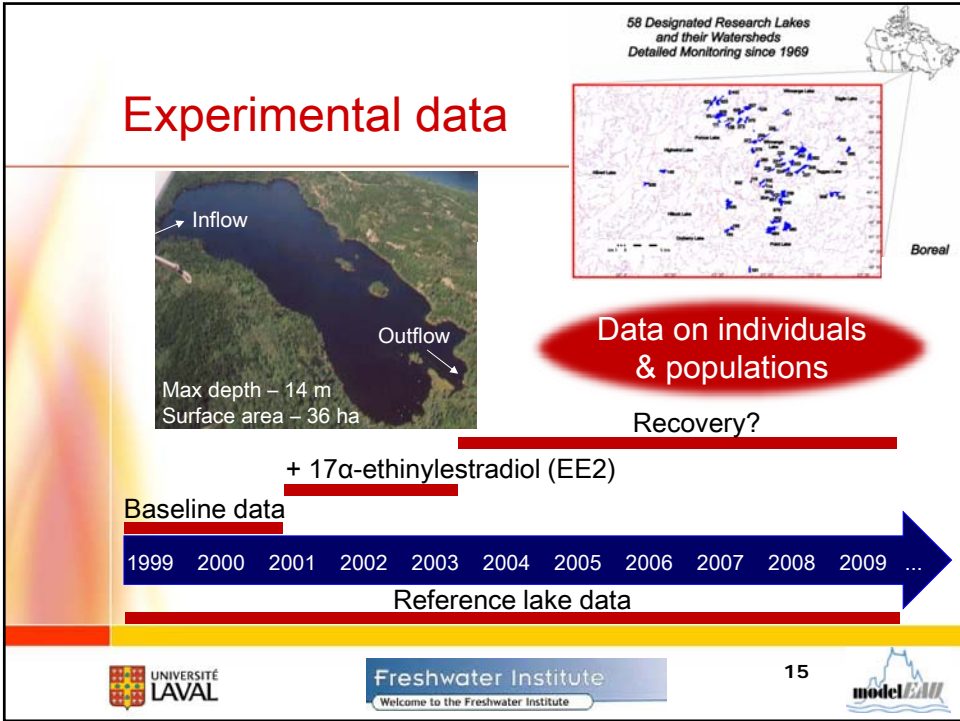 58 Designated Research Lakes
and their Watersheds
Detailed Monitoring since 1969
Experimental data
Boreal
Inflow
Outflow
Max depth – 14 m
Surface area – 36 ha
Data on individuals
& populations
Recovery?
+ 17α-ethinylestradiol (EE2)
Baseline data
1999 2000 2001 2002 2003 2004 2005 2006 2007 2008 2009 ...
Reference lake data
UNIVERSITÉ
LAVAL
Freshwater Institute
Welcome to the Freshwater Institute
15
modelEAU